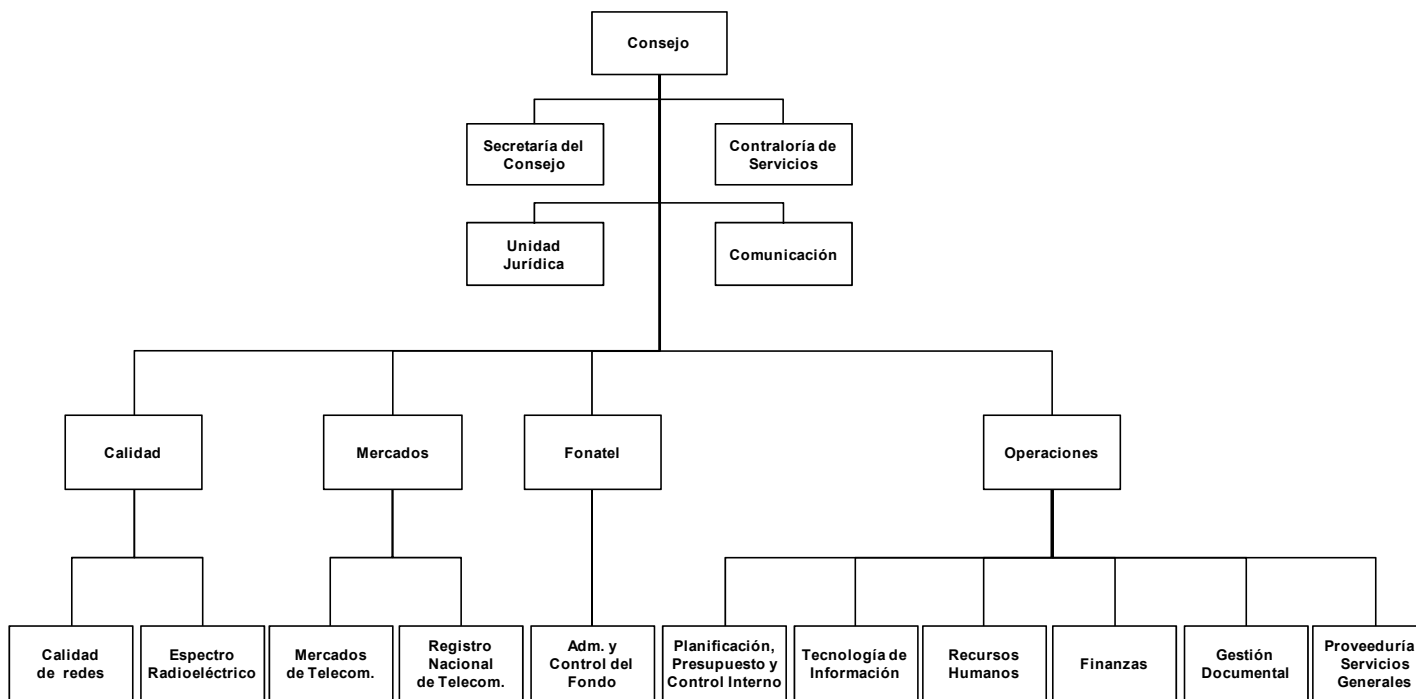 Consejo
Secretaría del
Consejo
Contraloría de
Servicios
Unidad
Jurídica
Comunicación
Calidad
Mercados
Fonatel
Operaciones
Calidad
de redes
Espectro
Radioeléctrico
Mercados
de Telecom.
Registro
Nacional
de Telecom.
Adm. y
Control del
Fondo
Planificación,
Presupuesto y
Control Interno
Tecnología de
Información
Recursos
Humanos
Finanzas
Gestión
Documental
Proveeduría
Servicios
Generales